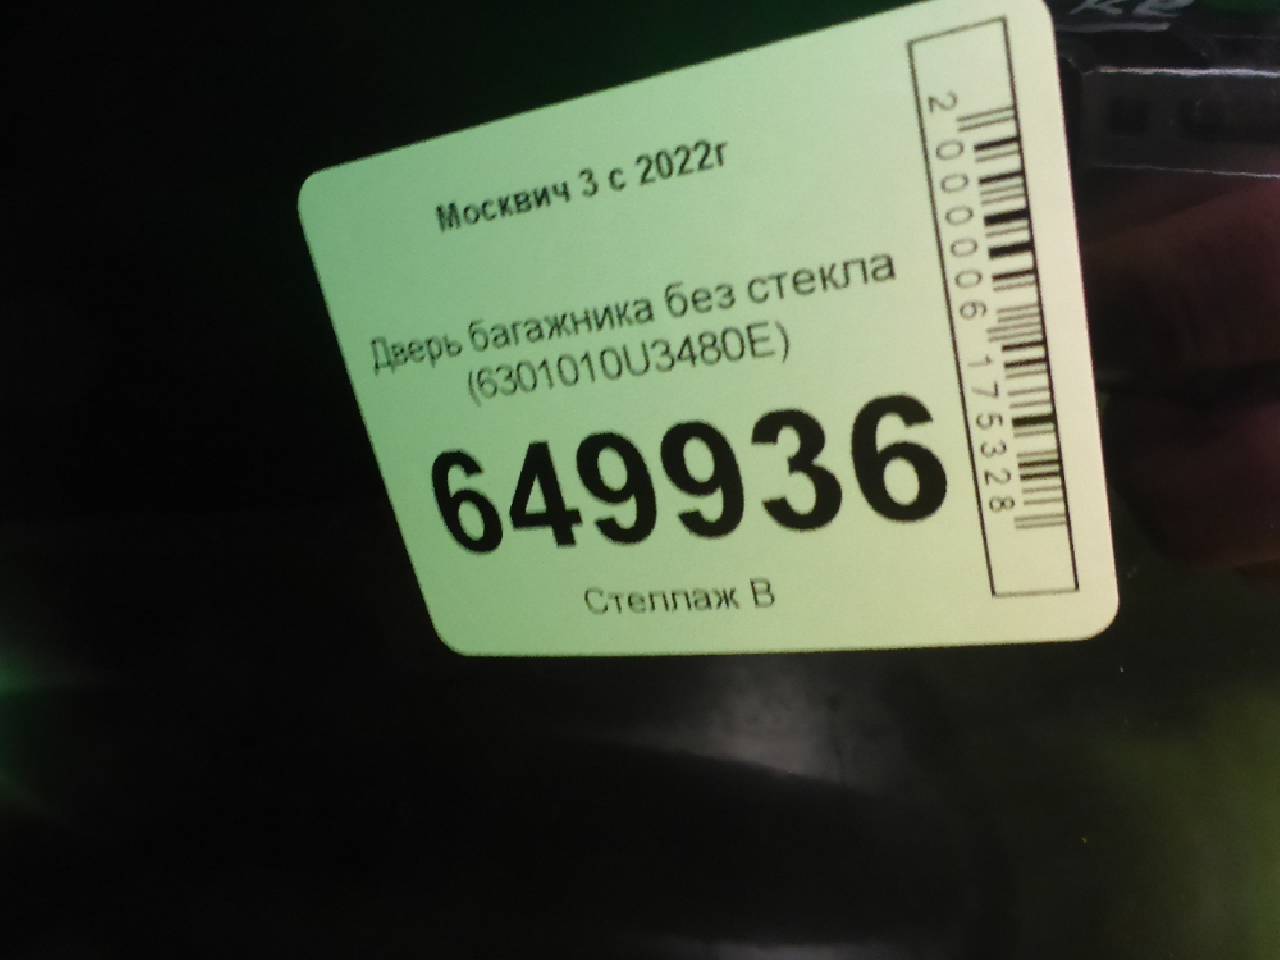 Москвич 3 с 2022г
Дверь багажника без стекла
(6301010U3480E)
649936
Стеллаж В
2000006175328